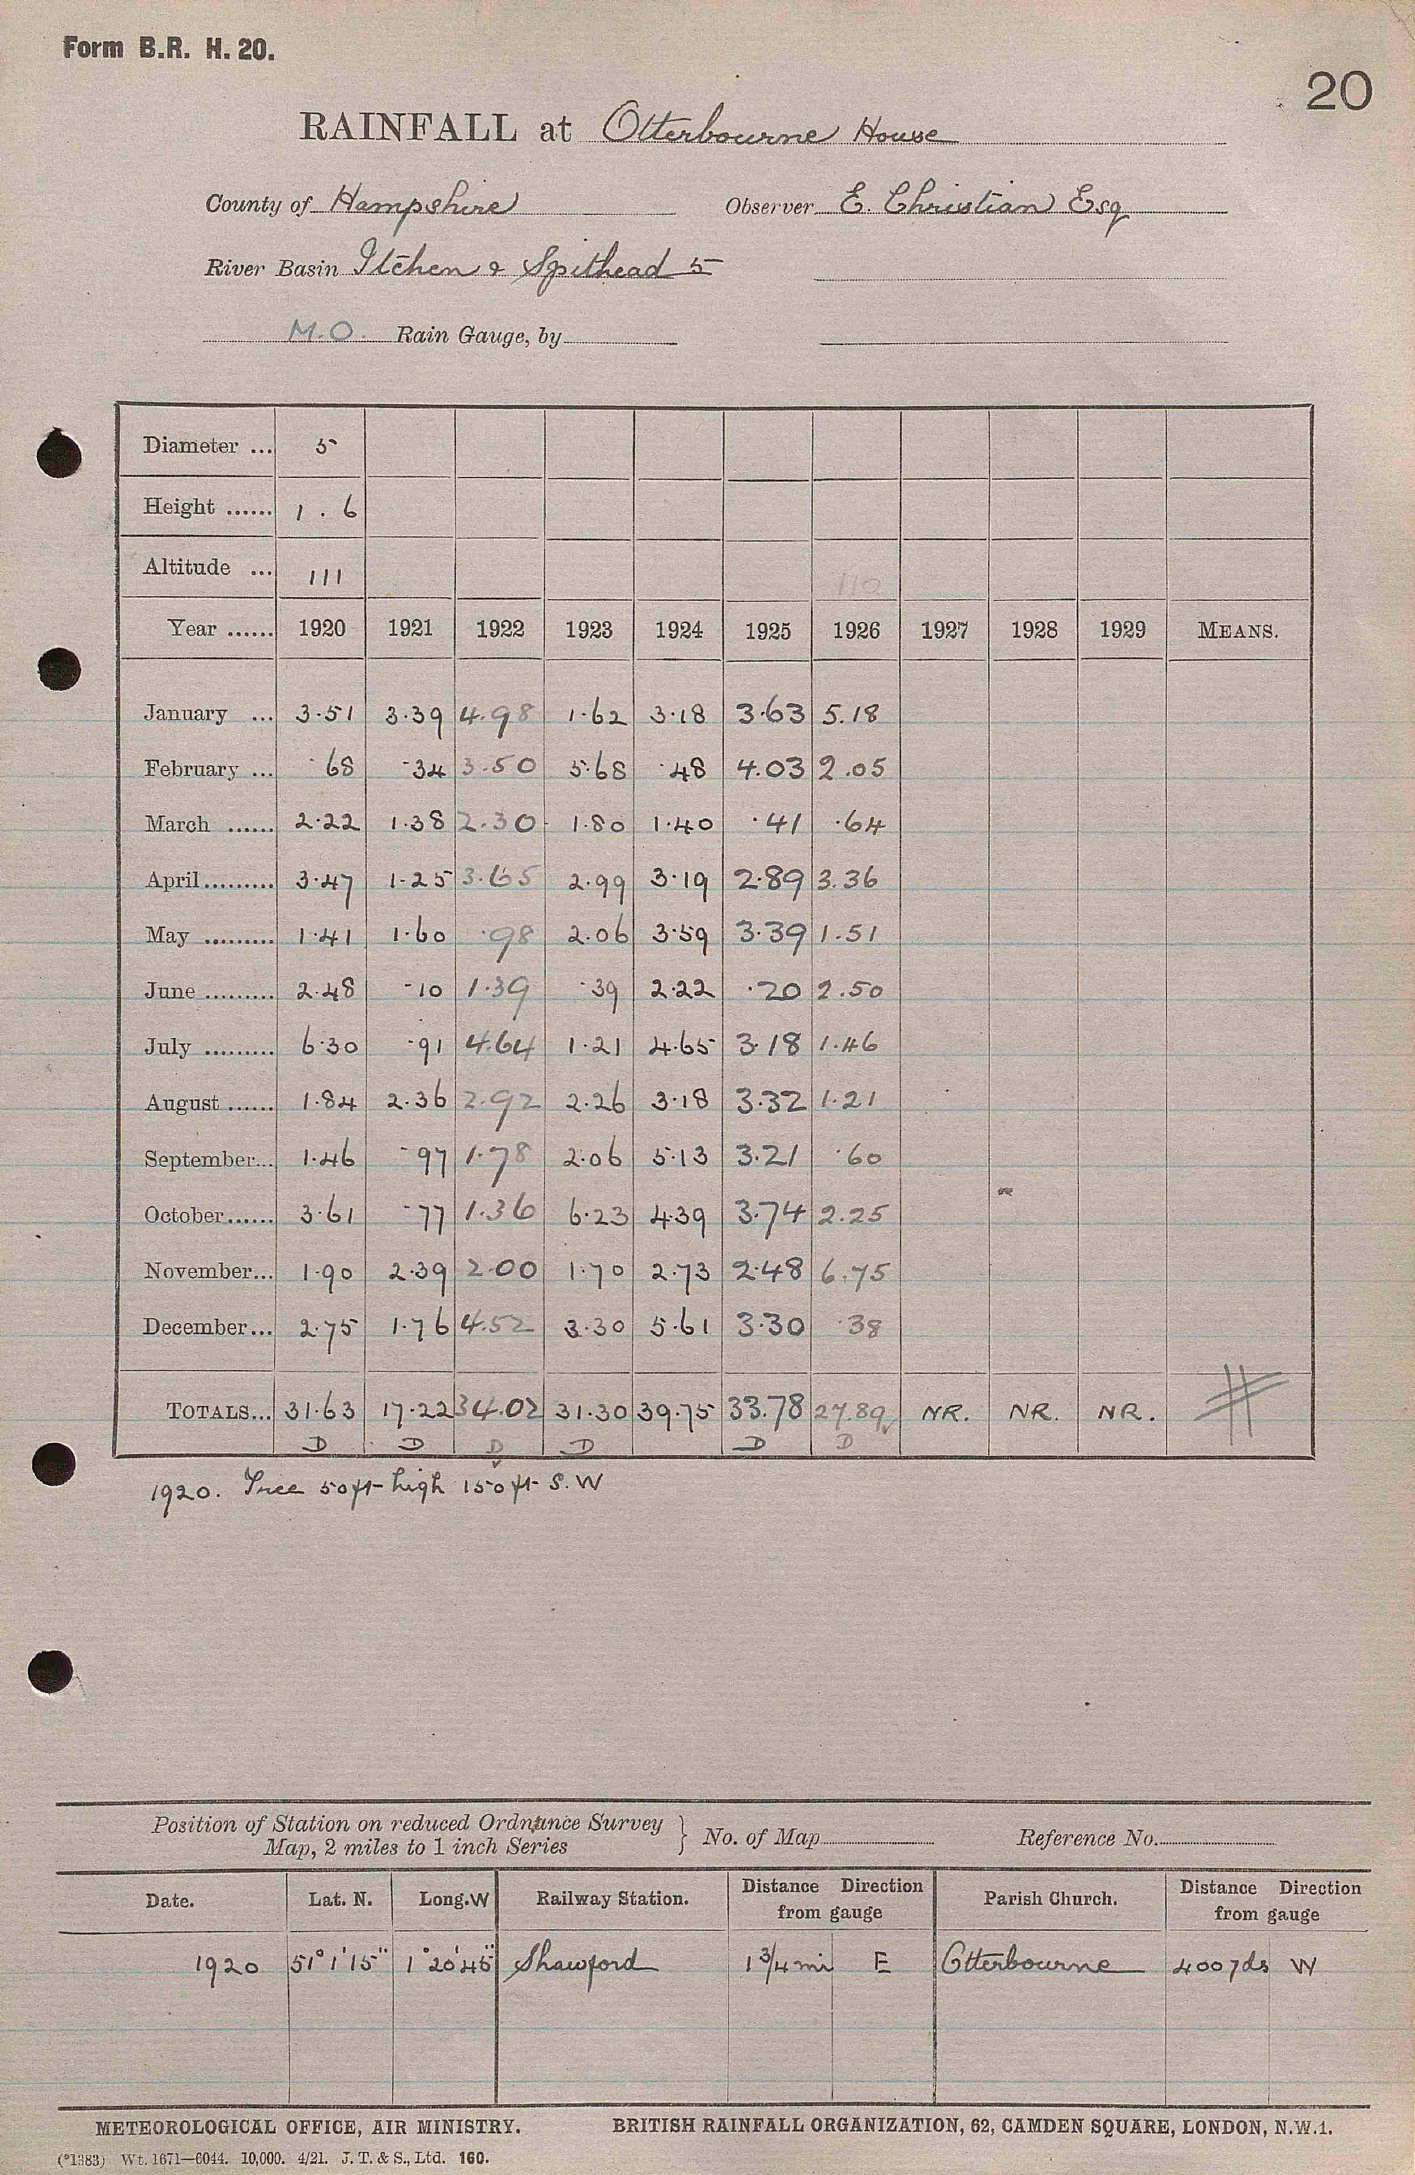 Form B.R. H. 20.
20
RAINFALL at Otterbourne House
County of Hampshire Observer E. Christian Esq
River Basin Itchen & Spithead 5
M.O. Rain Gauge, by
Diameter ... 5
Height ...... 1 . 6
Altitude ... 111 110
Year ...... 1920 1921 1922 1923 1924 1925 1926 1927 1928 1929 MEANS.
January ... 3.51 3.39 4.98 1.62 3.18 3.63 5.18
February ... .68 .34 3.50 5.68 .48 4.03 2.05
March ...... 2.22 1.38 2.30 1.80 1.40 .41 .64
April ......... 3.47 1.25 3.65 2.99 3.19 2.89 3.36
May ......... 1.41 1.60 .98 2.06 3.59 3.39 1.51
June ......... 2.48 .10 1.39 .39 2.22 .20 2.50
July ......... 6.30 .91 4.64 1.21 4.65 3.18 1.46
August ...... 1.84 2.36 2.92 2.26 3.18 3.32 1.21
September... 1.46 .97 1.78 2.06 5.13 3.21 .60
October...... 3.61 .77 1.36 6.23 4.39 3.74 2.25
November... 1.90 2.39 2.00 1.70 2.73 2.48 6.75
December... 2.75 1.76 4.52 3.30 5.61 3.30 .38
TOTALS... 31.63 17.22 34.02 31.30 39.75 33.78 27.89 NR. NR. NR. #
D D D D D D
1920. Tree 50ft high 150ft S.W
Position of Station on reduced Ordnance Survey
Map, 2 miles to 1 inch Series } No. of Map Reference No.
Date. Lat. N. Long. W Railway Station. Distance Direction from gauge Parish Church. Distance Direction from gauge
1920 51° 1' 15" 1° 20' 45" Shawford 1 3/4 mi E Otterbourne 400 yds W
METEOROLOGICAL OFFICE, AIR MINISTRY. BRITISH RAINFALL ORGANIZATION, 62, CAMDEN SQUARE, LONDON, N.W.1.
(*1383) Wt. 1671—6044. 10,000. 4/21. J. T. & S., Ltd. 160.